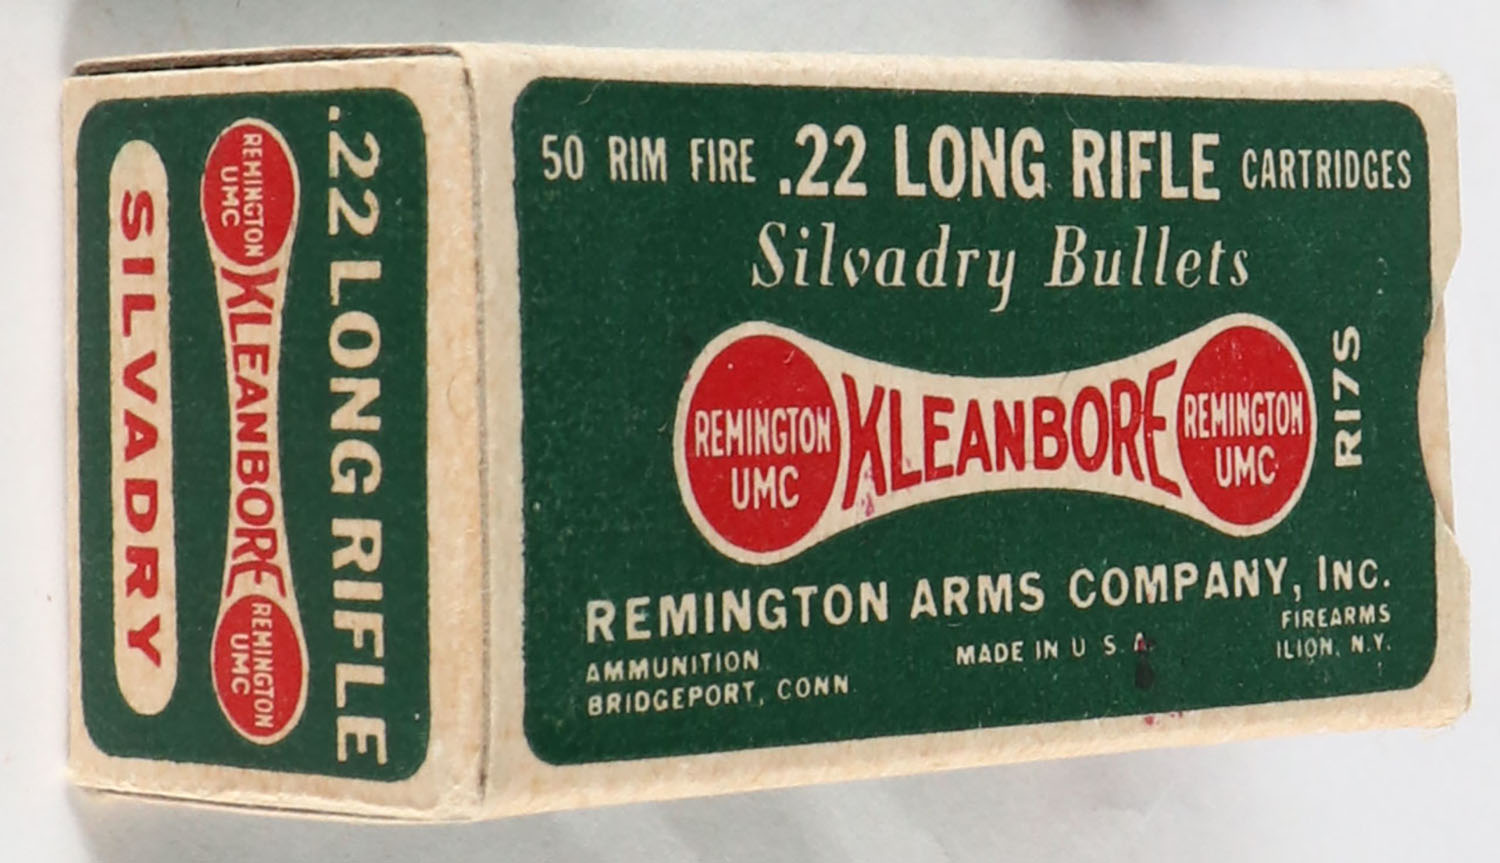 .22 LONG RIFLE
REMINGTON
UMC
KLEANBORE
REMINGTON
UMC
SILVADRY
50 RIM FIRE .22 LONG RIFLE CARTRIDGES
Silvadry Bullets
REMINGTON
UMC
KLEANBORE
REMINGTON
UMC
R17S
REMINGTON ARMS COMPANY, INC.
AMMUNITION
BRIDGEPORT, CONN.
MADE IN U.S.A.
FIREARMS
ILION, N.Y.